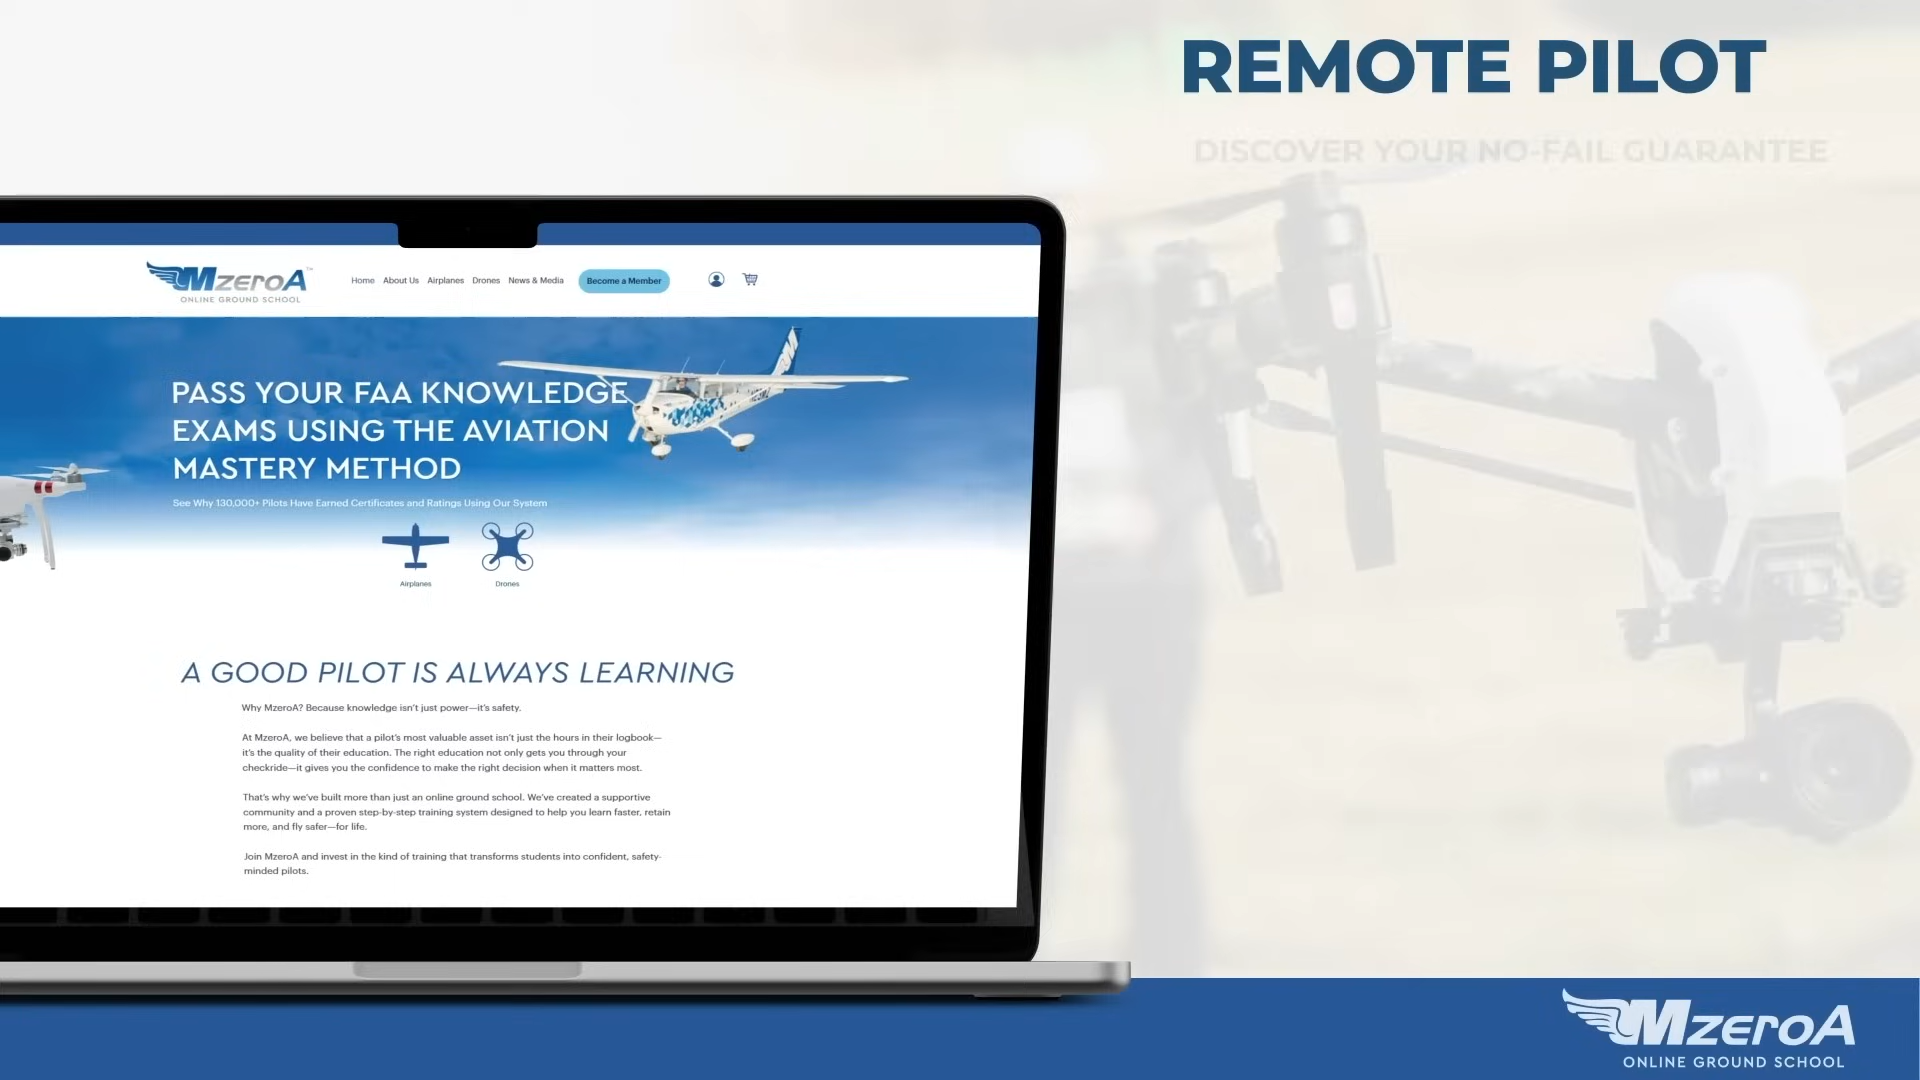 REMOTE PILOT
DISCOVER YOUR NO-FAIL GUARANTEE
MzeroA™
ONLINE GROUND SCHOOL
Home About Us Airplanes Drones News & Media Become a Member
PASS YOUR FAA KNOWLEDGE
EXAMS USING THE AVIATION
MASTERY METHOD
See Why 130,000+ Pilots Have Earned Certificates and Ratings Using Our System
Airplanes Drones
A GOOD PILOT IS ALWAYS LEARNING
Why MzeroA? Because knowledge isn't just power—it's safety.
At MzeroA, we believe that a pilot's most valuable asset isn't just the hours in their logbook—
it's the quality of their education. The right education not only gets you through your
checkride—it gives you the confidence to make the right decision when it matters most.
That's why we've built more than just an online ground school. We've created a supportive
community and a proven step-by-step training system designed to help you learn faster, retain
more, and fly safer—for life.
Join MzeroA and invest in the kind of training that transforms students into confident, safety-
minded pilots.
MzeroA
ONLINE GROUND SCHOOL